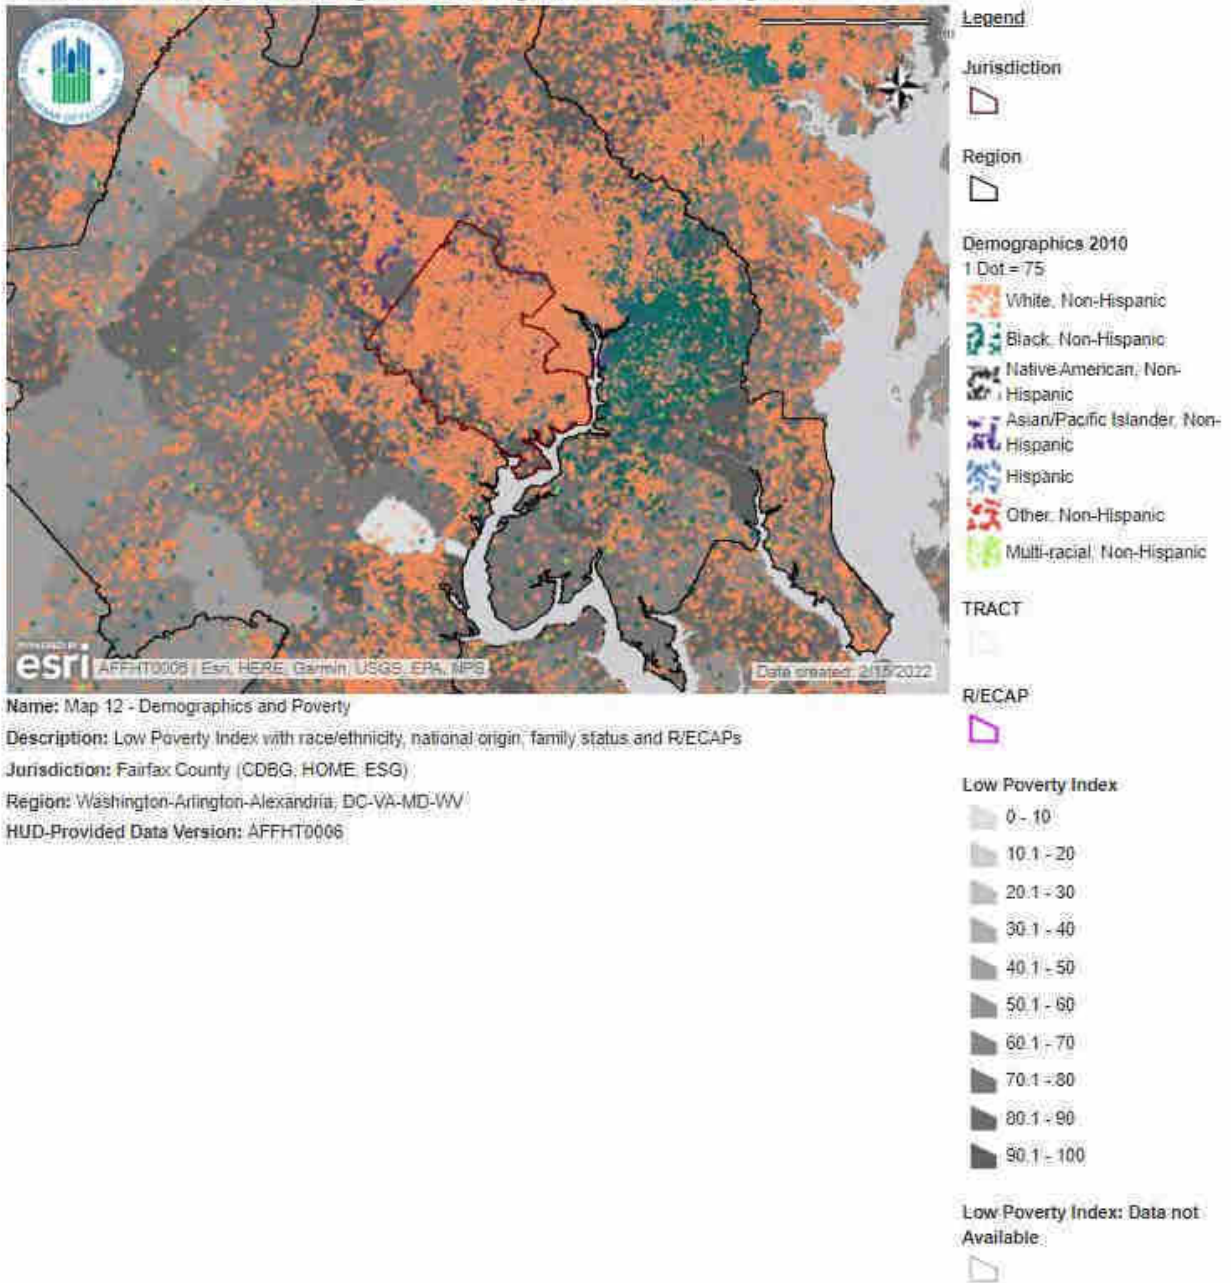 Legend
Jurisdiction
Region
Demographics 2010
1 Dot = 75
White, Non-Hispanic
Black, Non-Hispanic
Native American, Non-
Hispanic
Asian/Pacific Islander, Non-
Hispanic
Hispanic
Other, Non-Hispanic
Multi-racial, Non-Hispanic
TRACT
R/ECAP
Low Poverty Index
0 - 10
10.1 - 20
20.1 - 30
30.1 - 40
40.1 - 50
50.1 - 60
60.1 - 70
70.1 - 80
80.1 - 90
90.1 - 100
Low Poverty Index: Data not
Available
POWERED BY
esri
AFFHT0006 | Esri, HERE, Garmin, USGS, EPA, NPS
Date created: 2/15/2022
Name: Map 12 - Demographics and Poverty
Description: Low Poverty Index with race/ethnicity, national origin, family status and R/ECAPs
Jurisdiction: Fairfax County (CDBG, HOME, ESG)
Region: Washington-Arlington-Alexandria, DC-VA-MD-WV
HUD-Provided Data Version: AFFHT0006